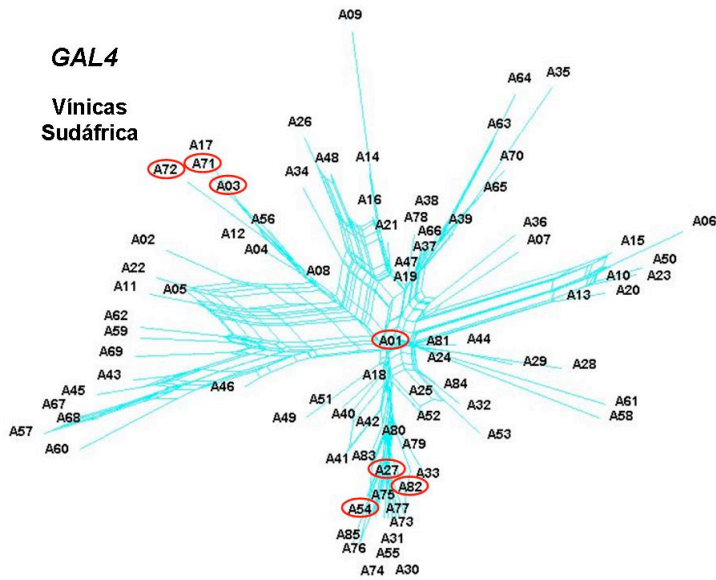 A09
GAL4
Vínicas
Sudáfrica
A64
A35
A26
A63
A17
A72
A71
A03
A34
A48
A14
A70
A65
A16
A38
A78
A39
A66
A37
A21
A36
A07
A06
A56
A12
A04
A02
A22
A11
A05
A08
A47
A19
A15
A50
A10
A23
A20
A13
A62
A59
A69
A01
A81
A44
A24
A29
A28
A43
A45
A46
A67
A68
A57
A60
A18
A25
A84
A32
A61
A58
A51
A40
A49
A42
A52
A53
A80
A79
A41
A83
A27
A33
A82
A75
A54
A77
A73
A85
A76
A31
A55
A74
A30